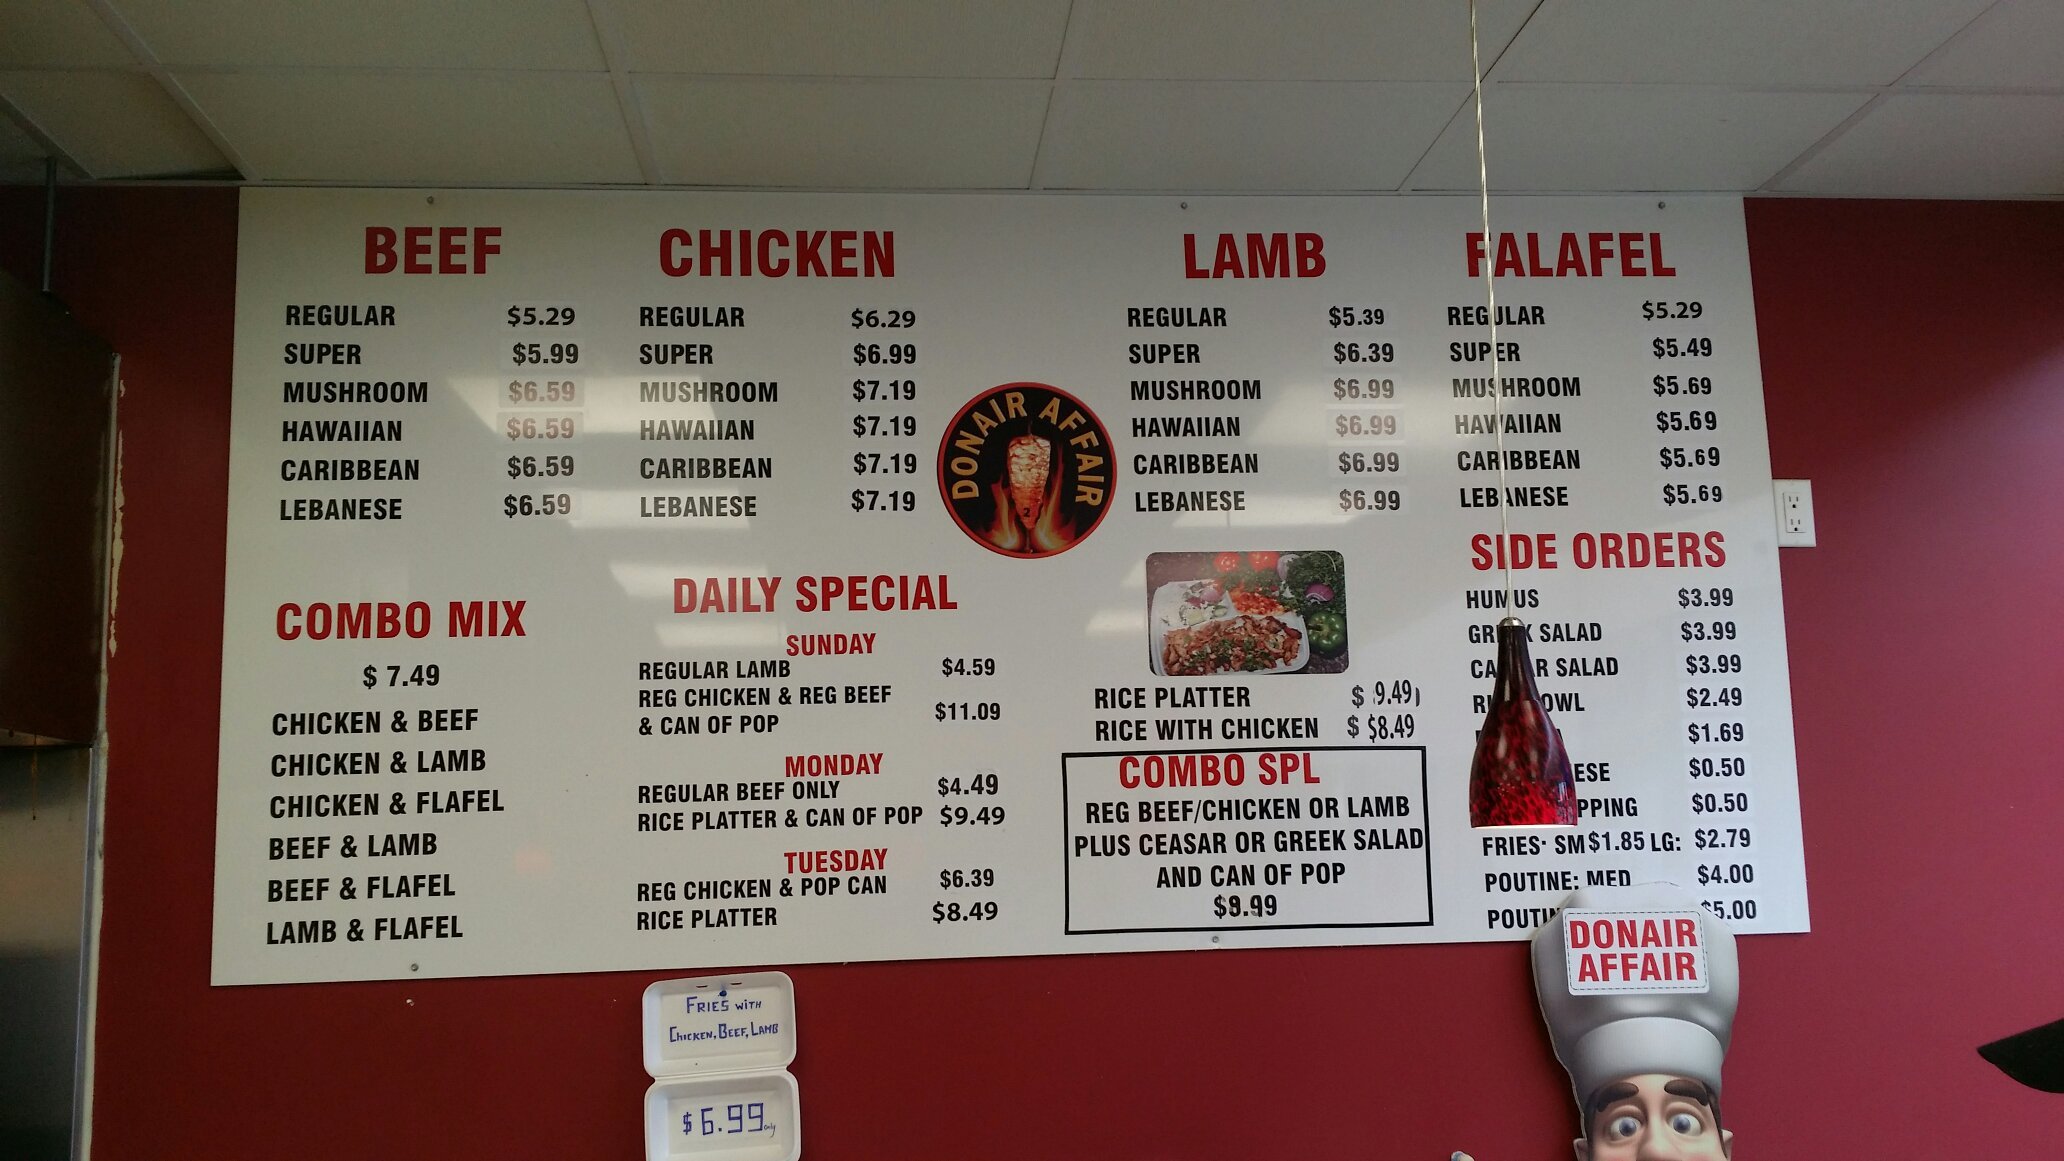 BEEF
REGULAR $5.29
SUPER $5.99
MUSHROOM $6.59
HAWAIIAN $6.59
CARIBBEAN $6.59
LEBANESE $6.59
CHICKEN
REGULAR $6.29
SUPER $6.99
MUSHROOM $7.19
HAWAIIAN $7.19
CARIBBEAN $7.19
LEBANESE $7.19
DONAIR AFFAIR
2
LAMB
REGULAR $5.39
SUPER $6.39
MUSHROOM $6.99
HAWAIIAN $6.99
CARIBBEAN $6.99
LEBANESE $6.99
FALAFEL
REGULAR $5.29
SUPER $5.49
MUSHROOM $5.69
HAWAIIAN $5.69
CARIBBEAN $5.69
LEBANESE $5.69
COMBO MIX
$ 7.49
CHICKEN & BEEF
CHICKEN & LAMB
CHICKEN & FLAFEL
BEEF & LAMB
BEEF & FLAFEL
LAMB & FLAFEL
DAILY SPECIAL
SUNDAY
REGULAR LAMB $4.59
REG CHICKEN & REG BEEF
& CAN OF POP $11.09
MONDAY
REGULAR BEEF ONLY $4.49
RICE PLATTER & CAN OF POP $9.49
TUESDAY
REG CHICKEN & POP CAN $6.39
RICE PLATTER $8.49
RICE PLATTER $ 9.49
RICE WITH CHICKEN $ $8.49
COMBO SPL
REG BEEF/CHICKEN OR LAMB
PLUS CEASAR OR GREEK SALAD
AND CAN OF POP
SIDE ORDERS
HUMUS $3.99
SALAD $3.99
SALAD $3.99
$2.49
$1.69
$0.50
$0.50
FRIES: SM $1.85 LG: $2.79
POUTINE: MED $4.00
$5.00
DONAIR
AFFAIR
FRIES WITH
CHICKEN, BEEF, LAMB
$6.99 only